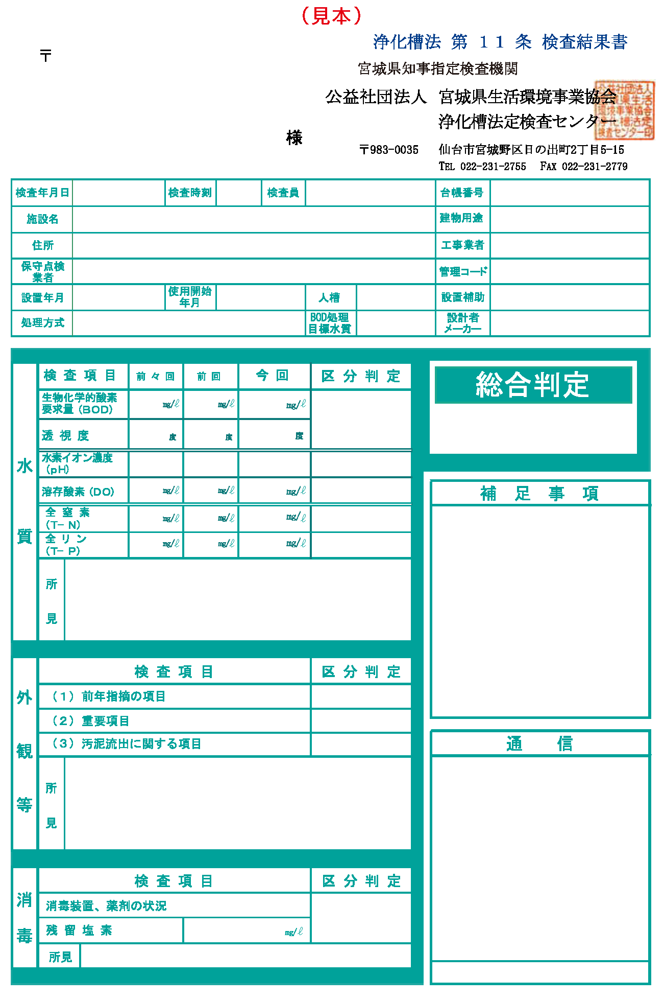 （見本）
浄化槽法 第 １１ 条 検査結果書
〒
宮城県知事指定検査機関
公益社団法人 宮城県生活環境事業協会
浄化槽法定検査センター
公益社団法人
宮城県生活
環境事業協会
浄化槽法定
検査センター印
様
〒983-0035 仙台市宮城野区日の出町2丁目5-15
TEL 022-231-2755 FAX 022-231-2779
検査年月日 検査時刻 検査員 台帳番号
施設名 建物用途
住所 工事業者
保守点検
業者
管理コード
設置年月 使用開始
年月
人槽 設置補助
処理方式 BOD処理
目標水質
設計者
メーカー
水質
検査項目 前々回 前回 今回 区分判定
生物化学的酸素
要求量（BOD）
㎎/ℓ ㎎/ℓ ㎎/ℓ
透視度 度 度 度
水素イオン濃度
（pH）
溶存酸素（DO） ㎎/ℓ ㎎/ℓ ㎎/ℓ
全窒素
（T-N）
㎎/ℓ ㎎/ℓ ㎎/ℓ
全リン
（T-P）
㎎/ℓ ㎎/ℓ ㎎/ℓ
所見
総合判定
補足事項
外観等
検査項目 区分判定
（１）前年指摘の項目
（２）重要項目
（３）汚泥流出に関する項目
所見
通信
消毒
検査項目 区分判定
消毒装置、薬剤の状況
残留塩素 ㎎/ℓ
所見